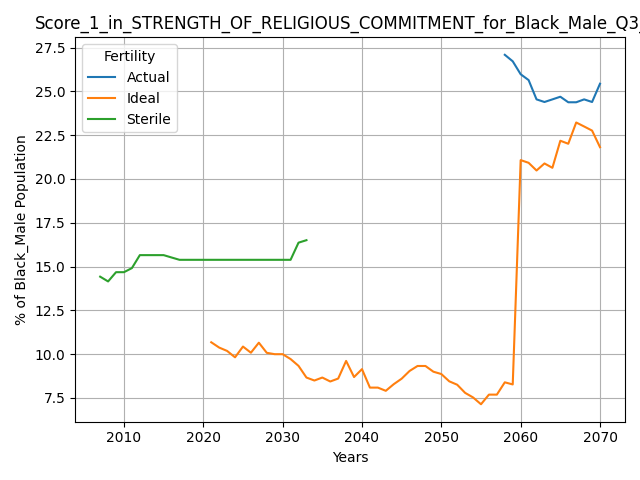 Score_1_in_STRENGTH_OF_RELIGIOUS_COMMITMENT_for_Black_Male_Q3_
27.5
25.0
22.5
20.0
17.5
15.0
12.5
10.0
7.5
% of Black_Male Population
Fertility
Actual
Ideal
Sterile
2010 2020 2030 2040 2050 2060 2070
Years